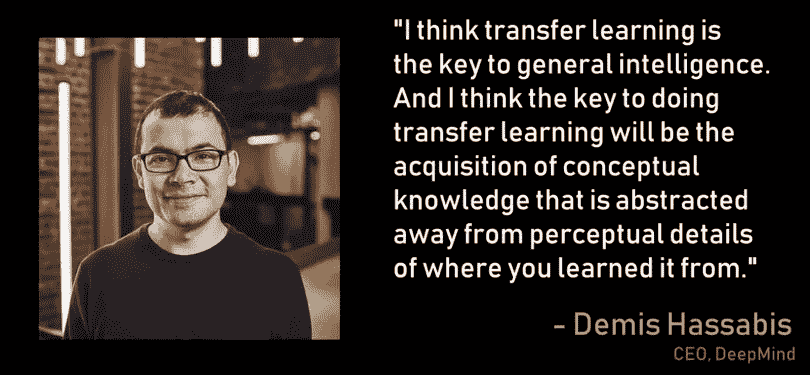 "I think transfer learning is
the key to general intelligence.
And I think the key to doing
transfer learning will be the
acquisition of conceptual
knowledge that is abstracted
away from perceptual details
of where you learned it from."
- Demis Hassabis
CEO, DeepMind